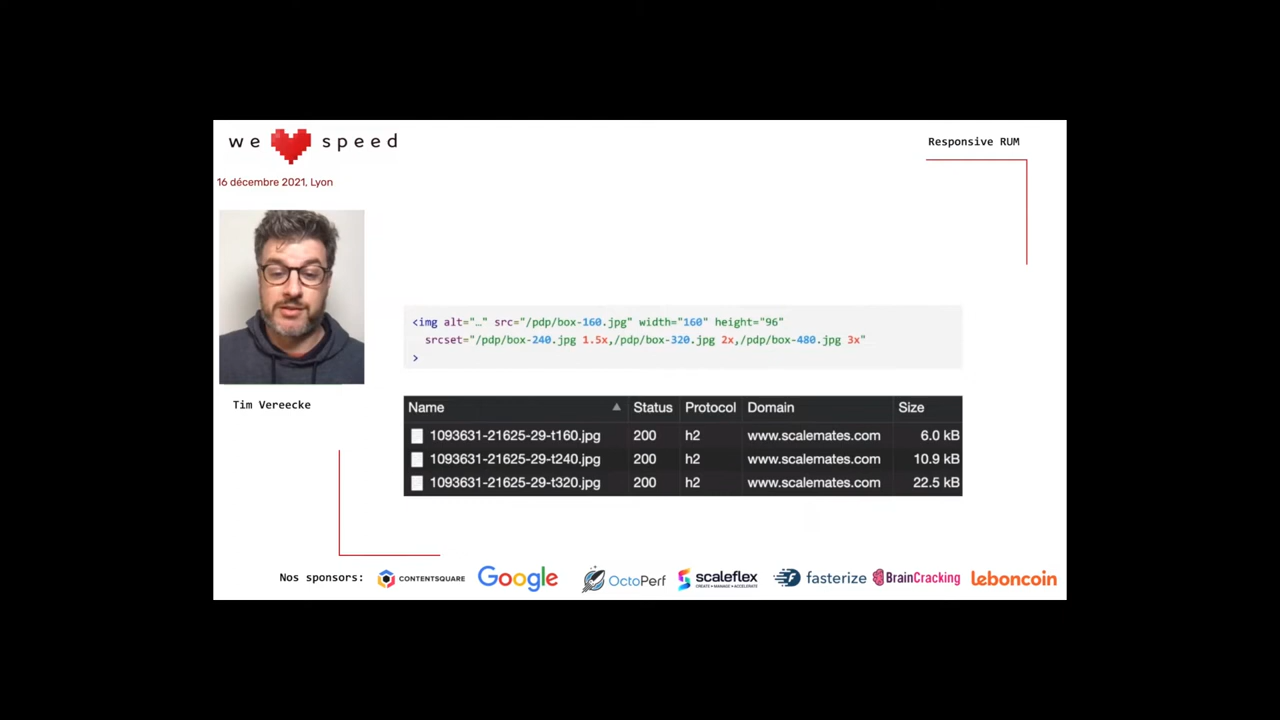 we speed
Responsive RUM
16 décembre 2021, Lyon
Tim Vereecke
<img alt="…" src="/pdp/box-160.jpg" width="160" height="96"
srcset="/pdp/box-240.jpg 1.5x,/pdp/box-320.jpg 2x,/pdp/box-480.jpg 3x"
>
Name Status Protocol Domain Size
1093631-21625-29-t160.jpg 200 h2 www.scalemates.com 6.0 kB
1093631-21625-29-t240.jpg 200 h2 www.scalemates.com 10.9 kB
1093631-21625-29-t320.jpg 200 h2 www.scalemates.com 22.5 kB
Nos sponsors: CONTENTSQUARE Google OctoPerf scaleflex CREATE • MANAGE • ACCELERATE fasterize BrainCracking leboncoin